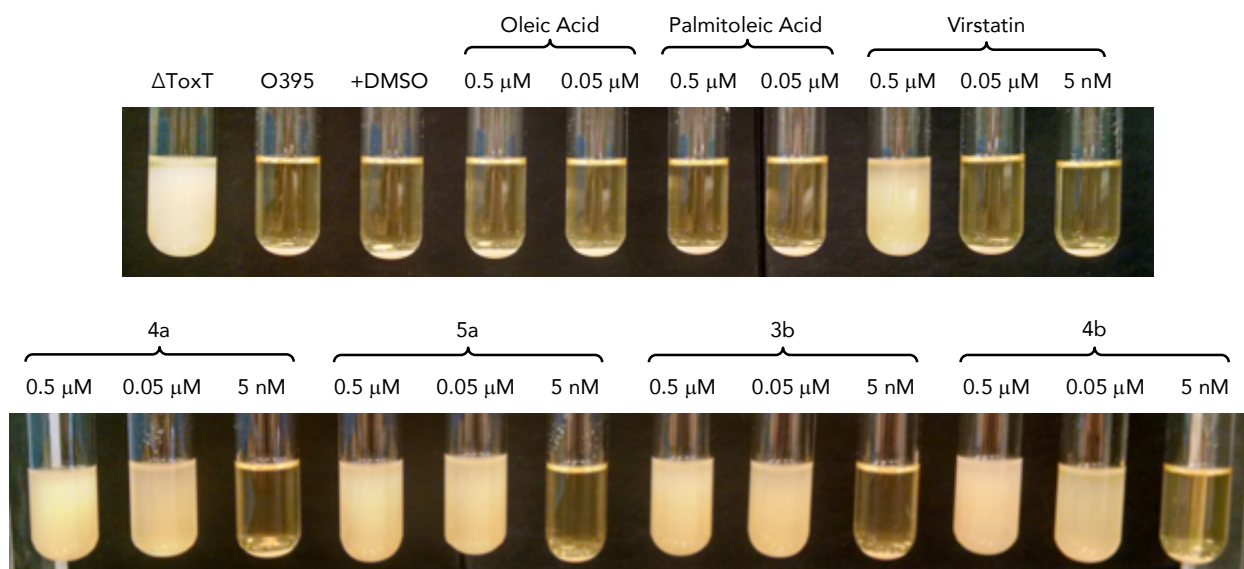 Oleic Acid Palmitoleic Acid Virstatin
ΔToxT O395 +DMSO 0.5 μM 0.05 μM 0.5 μM 0.05 μM 0.5 μM 0.05 μM 5 nM
4a 5a 3b 4b
0.5 μM 0.05 μM 5 nM 0.5 μM 0.05 μM 5 nM 0.5 μM 0.05 μM 5 nM 0.5 μM 0.05 μM 5 nM